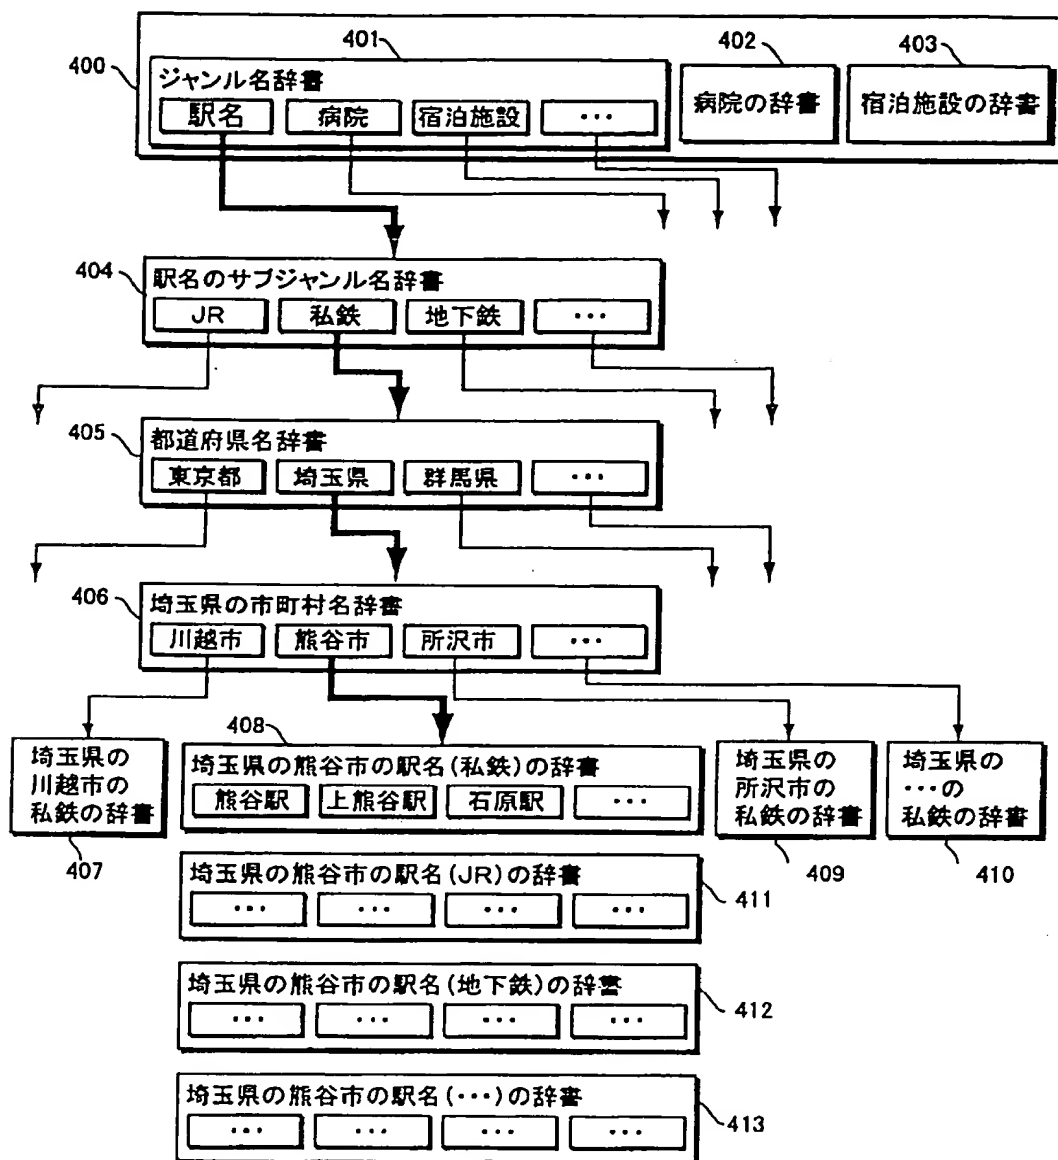 400
401
402
403
ジャンル名辞書
駅名 病院 宿泊施設 ・・・
病院の辞書
宿泊施設の辞書
404
駅名のサブジャンル名辞書
JR 私鉄 地下鉄 ・・・
405
都道府県名辞書
東京都 埼玉県 群馬県 ・・・
406
埼玉県の市町村名辞書
川越市 熊谷市 所沢市 ・・・
埼玉県の
川越市の
私鉄の辞書
407
408
埼玉県の熊谷市の駅名(私鉄)の辞書
熊谷駅 上熊谷駅 石原駅 ・・・
埼玉県の
所沢市の
私鉄の辞書
409
埼玉県の
・・・の
私鉄の辞書
410
埼玉県の熊谷市の駅名(JR)の辞書
・・・ ・・・ ・・・ ・・・
411
埼玉県の熊谷市の駅名(地下鉄)の辞書
・・・ ・・・ ・・・ ・・・
412
埼玉県の熊谷市の駅名(・・・)の辞書
・・・ ・・・ ・・・ ・・・
413